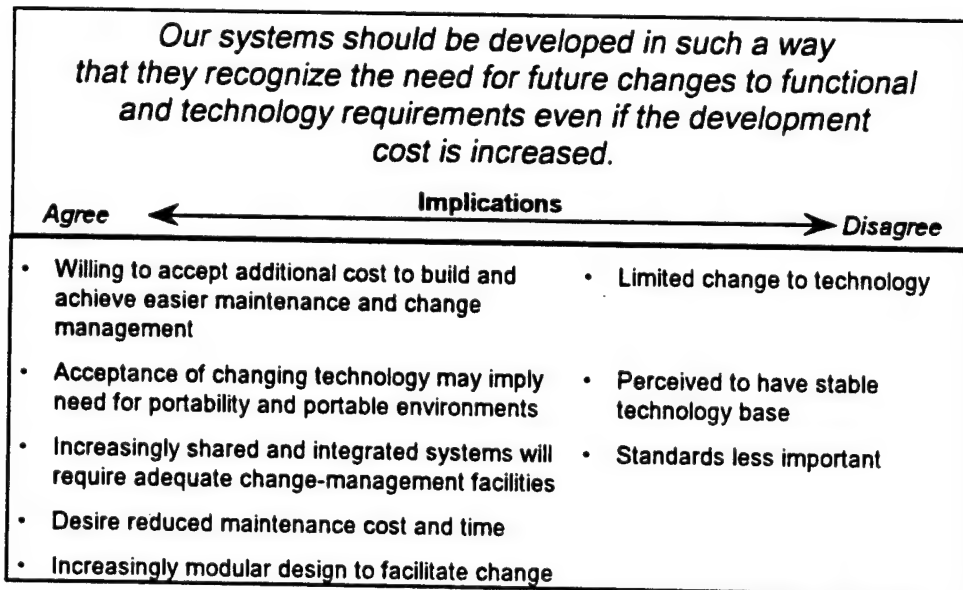 Our systems should be developed in such a way
that they recognize the need for future changes to functional
and technology requirements even if the development
cost is increased.
Implications
Agree
Disagree
• Willing to accept additional cost to build and
achieve easier maintenance and change
management
• Limited change to technology
• Acceptance of changing technology may imply
need for portability and portable environments
• Perceived to have stable
technology base
• Increasingly shared and integrated systems will
require adequate change-management facilities
• Standards less important
• Desire reduced maintenance cost and time
• Increasingly modular design to facilitate change